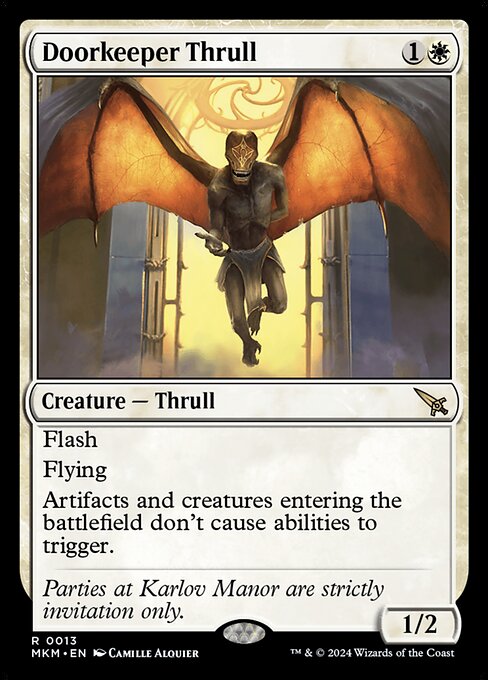 Doorkeeper Thrull 1
Creature — Thrull
Flash
Flying
Artifacts and creatures entering the
battlefield don't cause abilities to
trigger.
Parties at Karlov Manor are strictly
invitation only.
1/2
R 0013
MKM • EN Camille Alquier
™ & © 2024 Wizards of the Coast